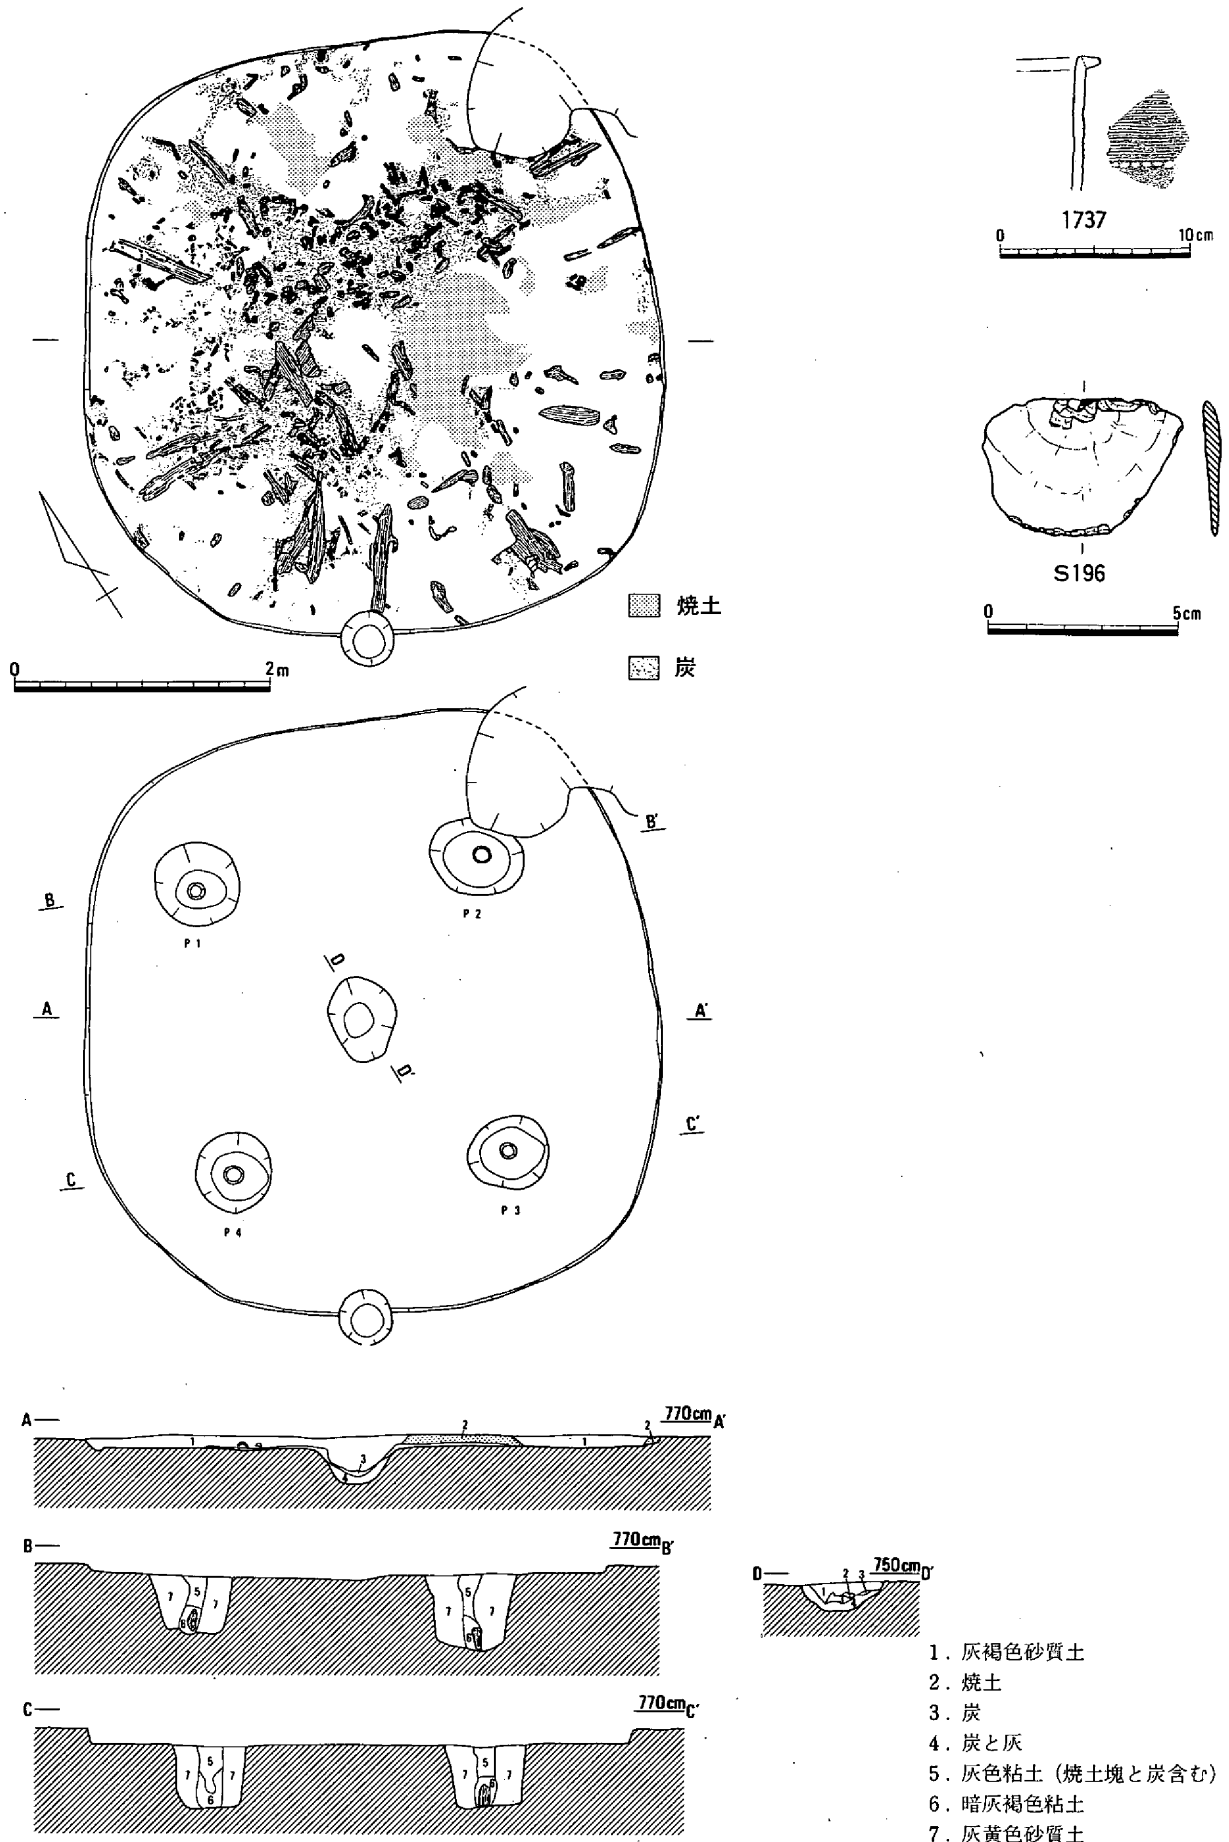 1737
0 10cm
S196
0 5cm
焼土
炭
0 2m
B'
P 1
P 2
B
D
A
A'
D'
C'
C
P 3
P 4
A 770cm A'
1 2 3 4 1 2
B 770cm B'
7 5 7 6 7 5 7 6
D 750cm D'
1 2 3
C 770cm C'
7 5 7 6 7 5 7 6
1. 灰褐色砂質土
2. 焼土
3. 炭
4. 炭と灰
5. 灰色粘土（焼土塊と炭含む）
6. 暗灰褐色粘土
7. 灰黄色砂質土